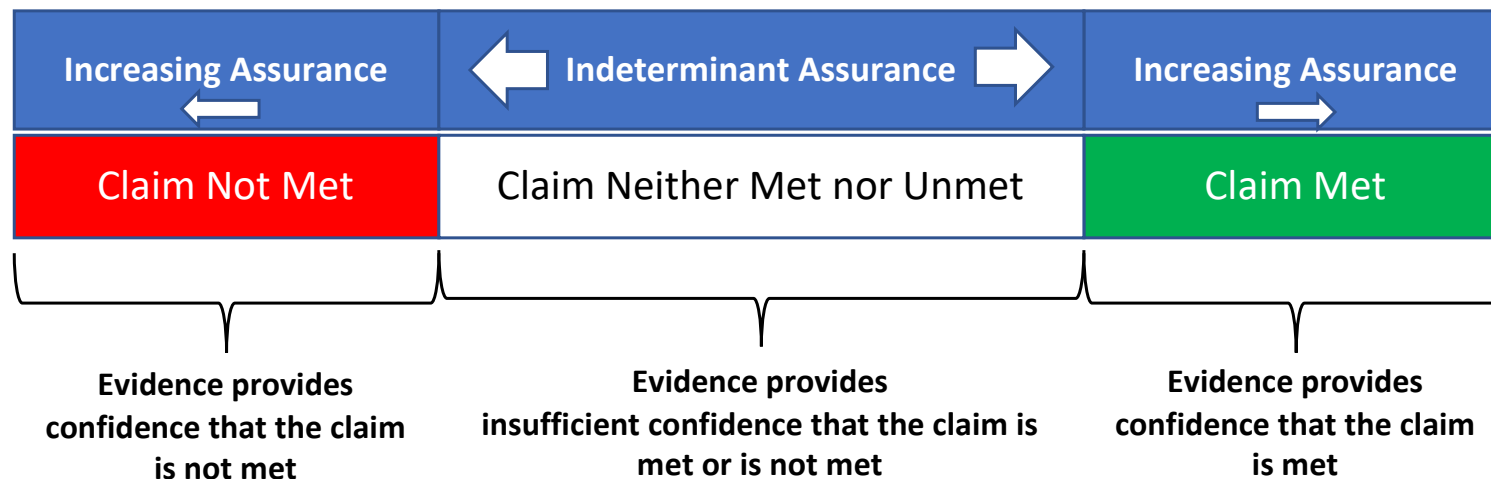 Increasing Assurance
Indeterminant Assurance
Increasing Assurance
Claim Not Met
Claim Neither Met nor Unmet
Claim Met
Evidence provides
confidence that the claim
is not met
Evidence provides
insufficient confidence that the claim is
met or is not met
Evidence provides
confidence that the claim
is met